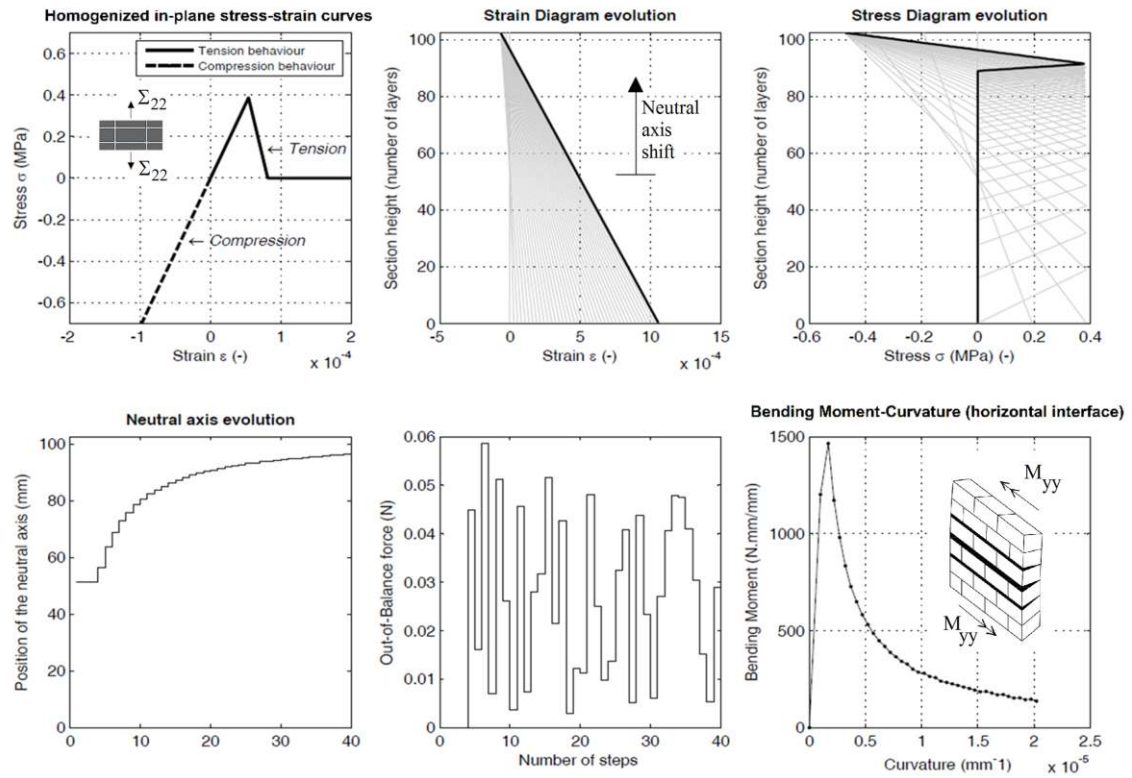 Homogenized in-plane stress-strain curves
Tension behaviour
Compression behaviour
Σ22
Σ22
← Tension
← Compression
Stress σ (MPa)
0.6
0.4
0.2
0
-0.2
-0.4
-0.6
-2
-1
0
1
2
Strain ε (-)
x 10^-4
Strain Diagram evolution
Neutral
axis
shift
Section height (number of layers)
100
80
60
40
20
0
-5
0
5
10
15
Strain ε (-)
x 10^-4
Stress Diagram evolution
Section height (number of layers)
100
80
60
40
20
0
-0.6
-0.4
-0.2
0
0.2
0.4
Stress σ (MPa) (-)
Neutral axis evolution
Position of the neutral axis (mm)
100
80
60
40
20
0
0
10
20
30
40
Out-of-Balance force (N)
0.06
0.05
0.04
0.03
0.02
0.01
0
10
20
30
40
Number of steps
Bending Moment-Curvature (horizontal interface)
Myy
Myy
Bending Moment (N.mm/mm)
1500
1000
500
0
0
0.5
1
1.5
2
2.5
Curvature (mm-1)
x 10^-5